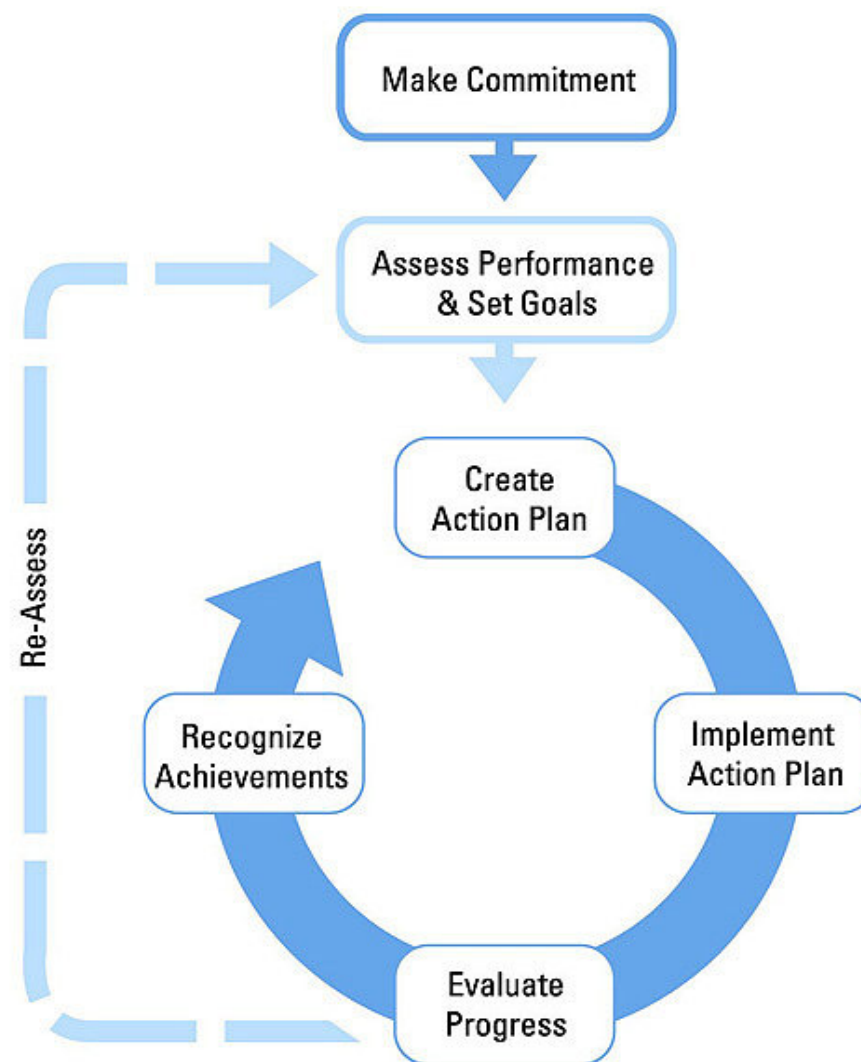 Make Commitment
Assess Performance
& Set Goals
Create
Action Plan
Re-Assess
Recognize
Achievements
Implement
Action Plan
Evaluate
Progress